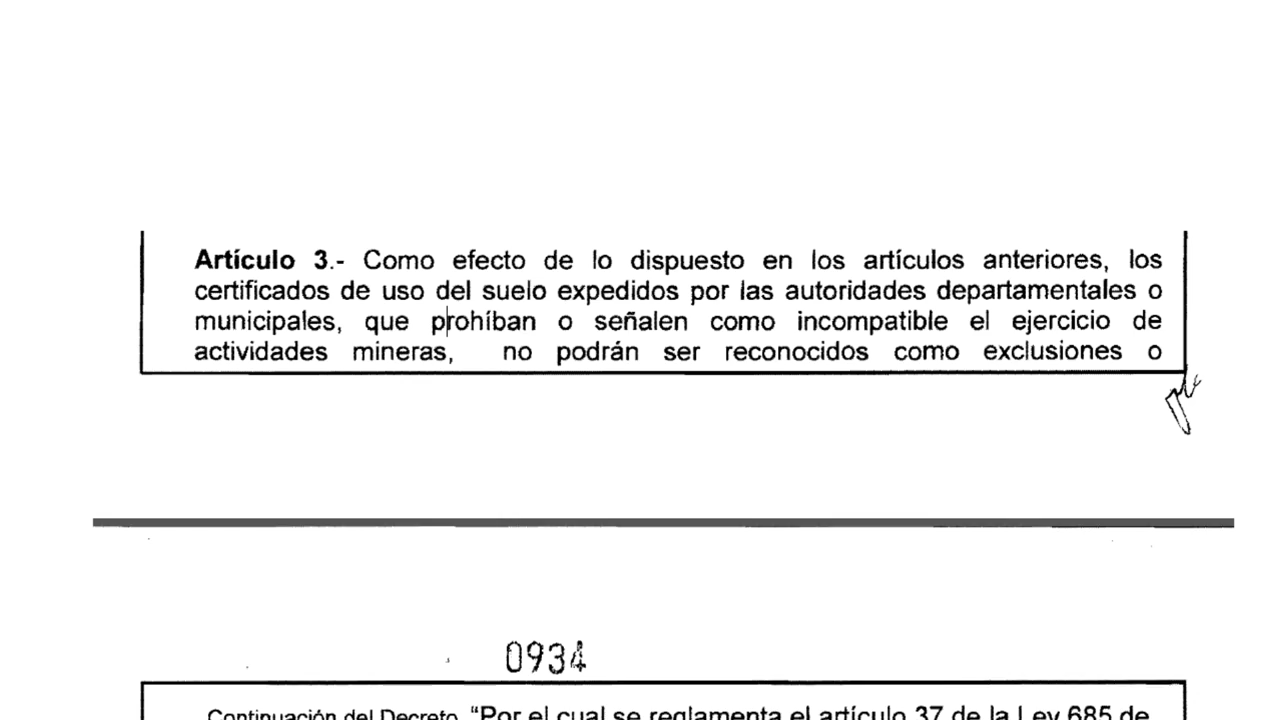 Artículo 3.- Como efecto de lo dispuesto en los artículos anteriores, los
certificados de uso del suelo expedidos por las autoridades departamentales o
municipales, que prohíban o señalen como incompatible el ejercicio de
actividades mineras, no podrán ser reconocidos como exclusiones o
0934
Continuación del Decreto "Por el cual se reglamenta el artículo 37 de la Ley 685 de